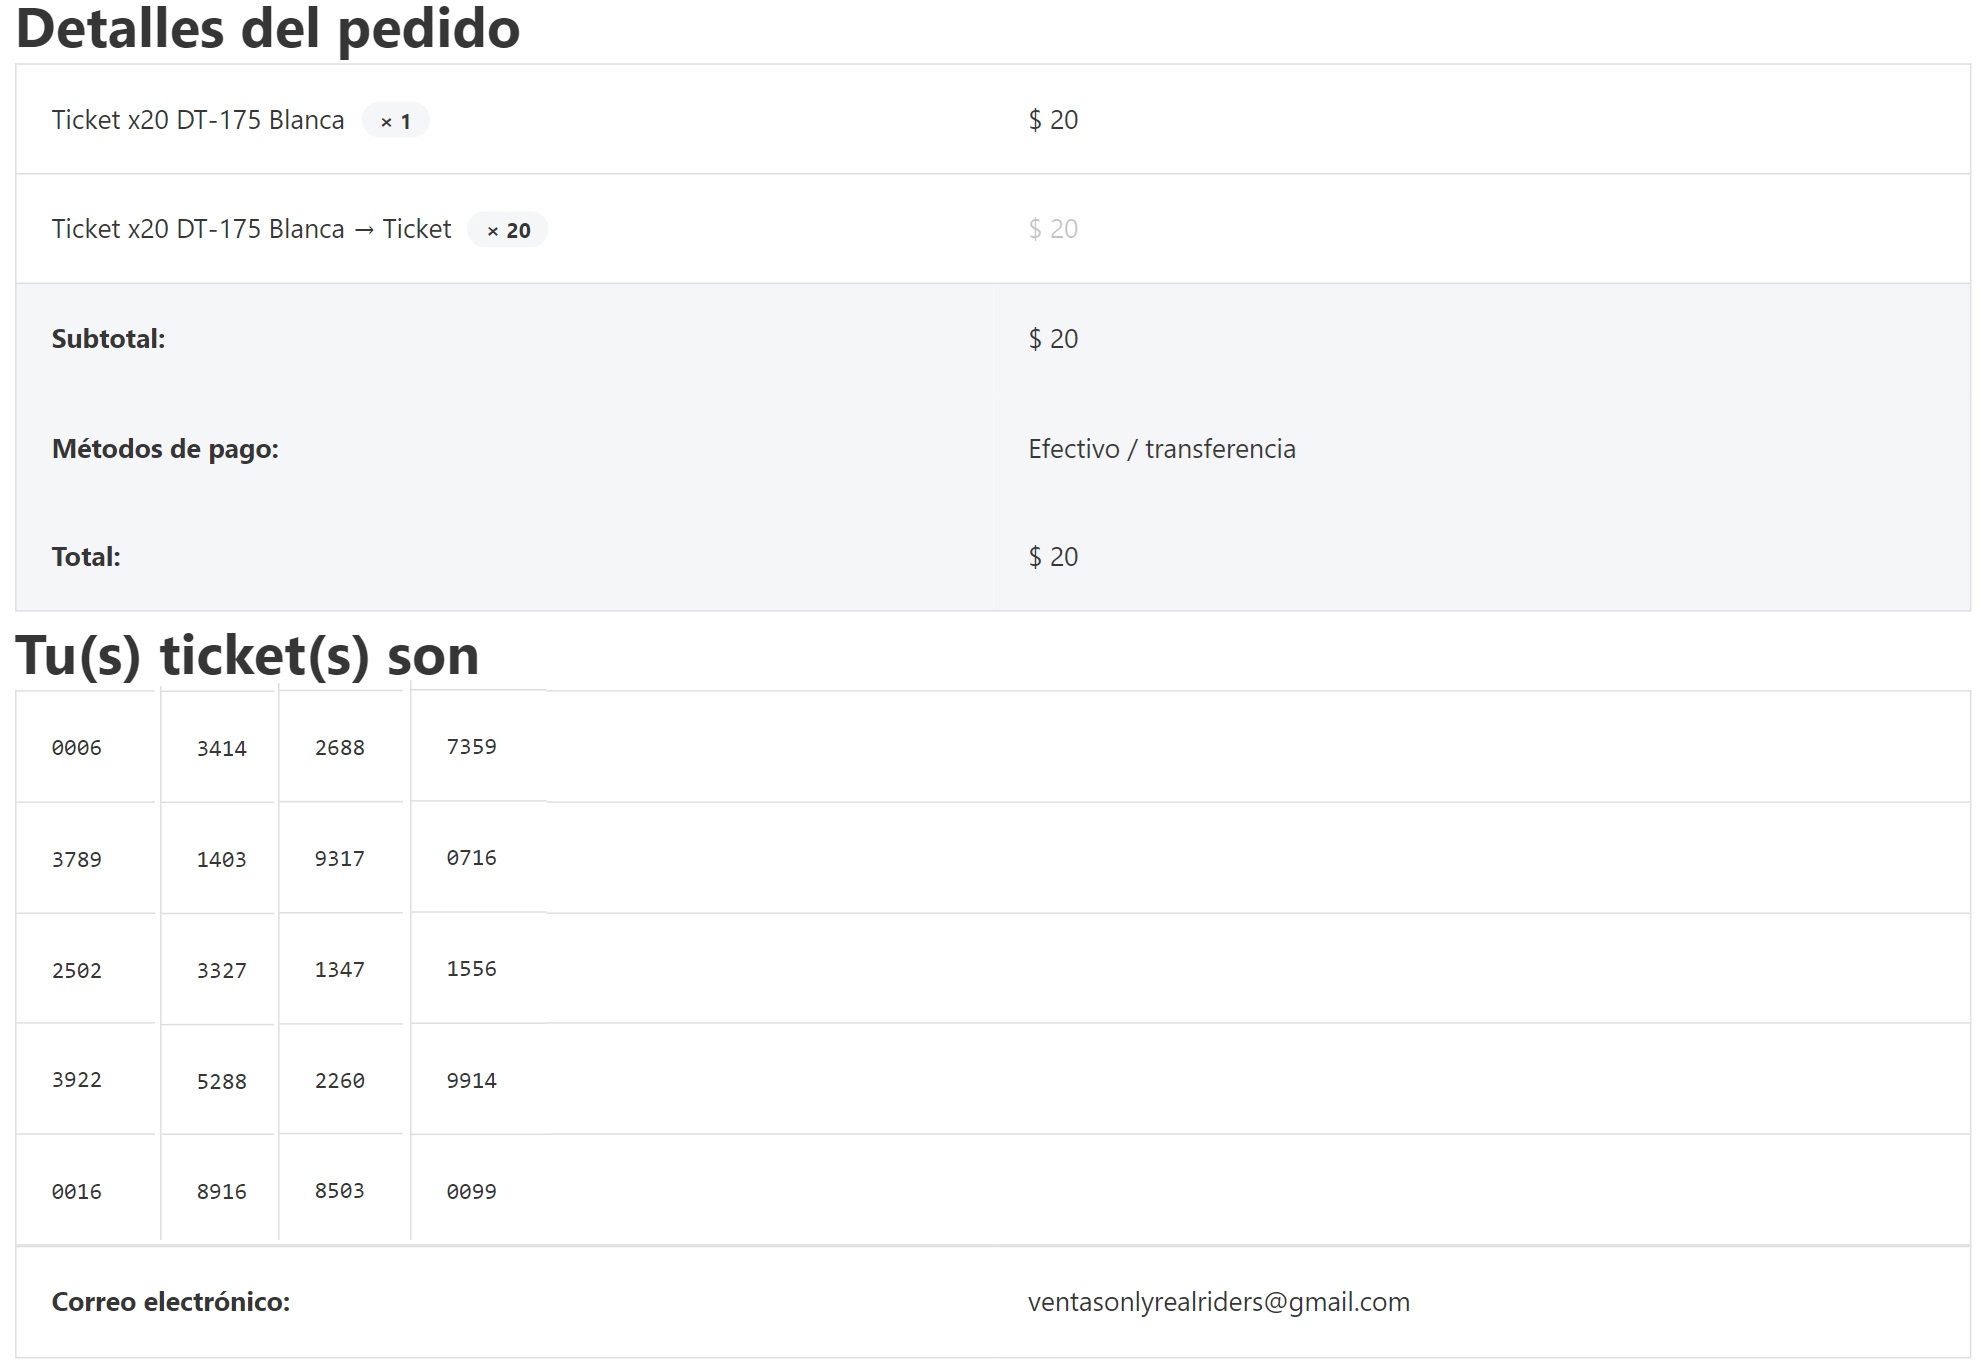 Detalles del pedido
Ticket x20 DT-175 Blanca × 1 $ 20
Ticket x20 DT-175 Blanca → Ticket × 20 $ 20
Subtotal: $ 20
Métodos de pago: Efectivo / transferencia
Total: $ 20
Tu(s) ticket(s) son
0006 3414 2688 7359
3789 1403 9317 0716
2502 3327 1347 1556
3922 5288 2260 9914
0016 8916 8503 0099
Correo electrónico: ventasonlyrealriders@gmail.com